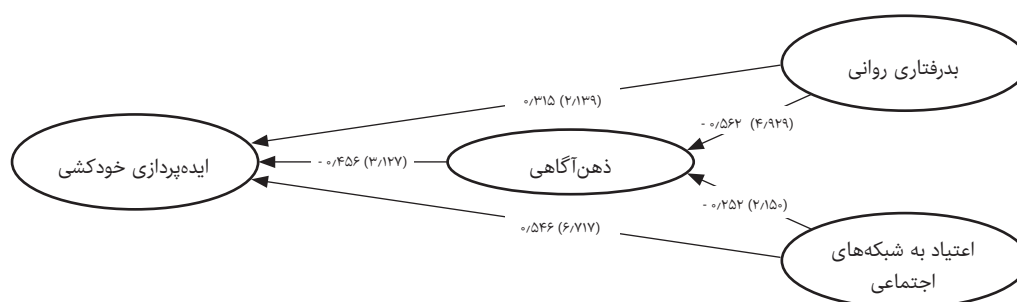 بدرفتاری روانی
۰/۳۱۵ (۲/۱۳۹)
- ۰/۵۶۲ (۴/۹۲۹)
ایده‌پردازی خودکشی
- ۰/۴۵۶ (۳/۱۲۷)
ذهن‌آگاهی
- ۰/۲۵۲ (۲/۱۵۰)
۰/۵۴۶ (۶/۷۱۷)
اعتیاد به شبکه‌های
اجتماعی